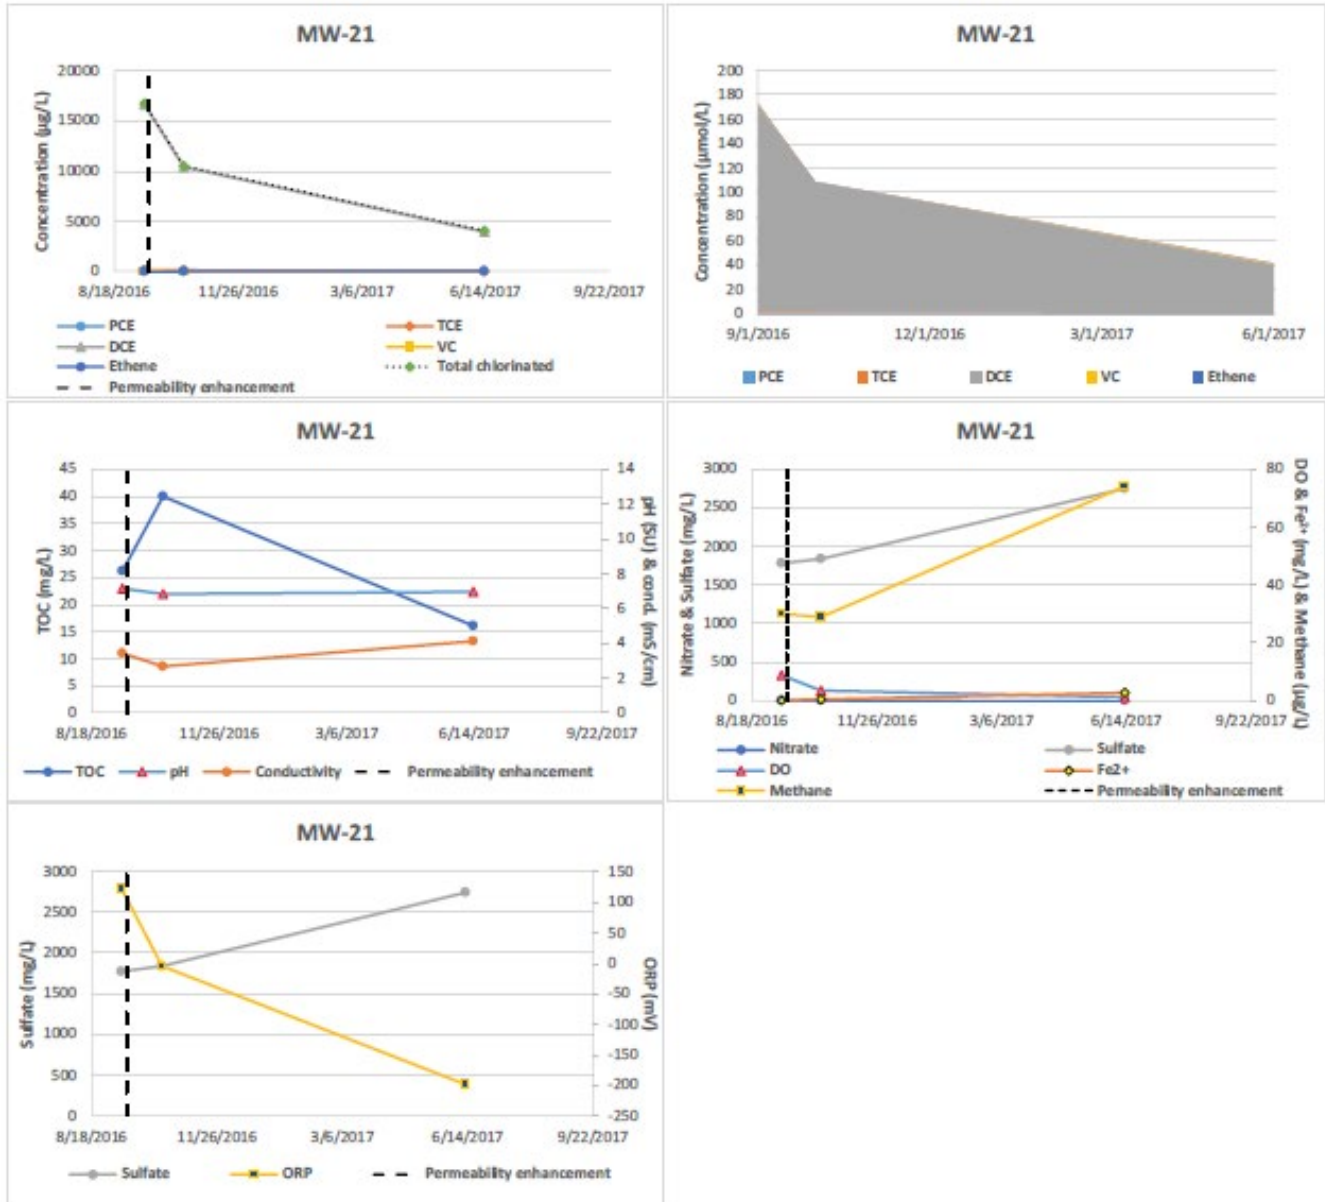 MW-21
Concentration (µg/L)
20000
15000
10000
5000
0
8/18/2016 11/26/2016 3/6/2017 6/14/2017 9/22/2017
PCE TCE
DCE VC
Ethene Total chlorinated
Permeability enhancement
MW-21
Concentration (µmol/L)
200
180
160
140
120
100
80
60
40
20
0
9/1/2016 12/1/2016 3/1/2017 6/1/2017
PCE TCE DCE VC Ethene
MW-21
TOC (mg/L)
45
40
35
30
25
20
15
10
5
0
14
12
10
8
6
4
2
0
pH (SU) & cond. (mS/cm)
8/18/2016 11/26/2016 3/6/2017 6/14/2017 9/22/2017
TOC pH Conductivity Permeability enhancement
MW-21
Nitrate & Sulfate (mg/L)
3000
2500
2000
1500
1000
500
0
80
60
40
20
0
DO & Fe²⁺ (mg/L) & Methane (µg/L)
8/18/2016 11/26/2016 3/6/2017 6/14/2017 9/22/2017
Nitrate Sulfate
DO Fe2+
Methane Permeability enhancement
MW-21
Sulfate (mg/L)
3000
2500
2000
1500
1000
500
0
150
100
50
0
-50
-100
-150
-200
-250
ORP (mV)
8/18/2016 11/26/2016 3/6/2017 6/14/2017 9/22/2017
Sulfate ORP Permeability enhancement